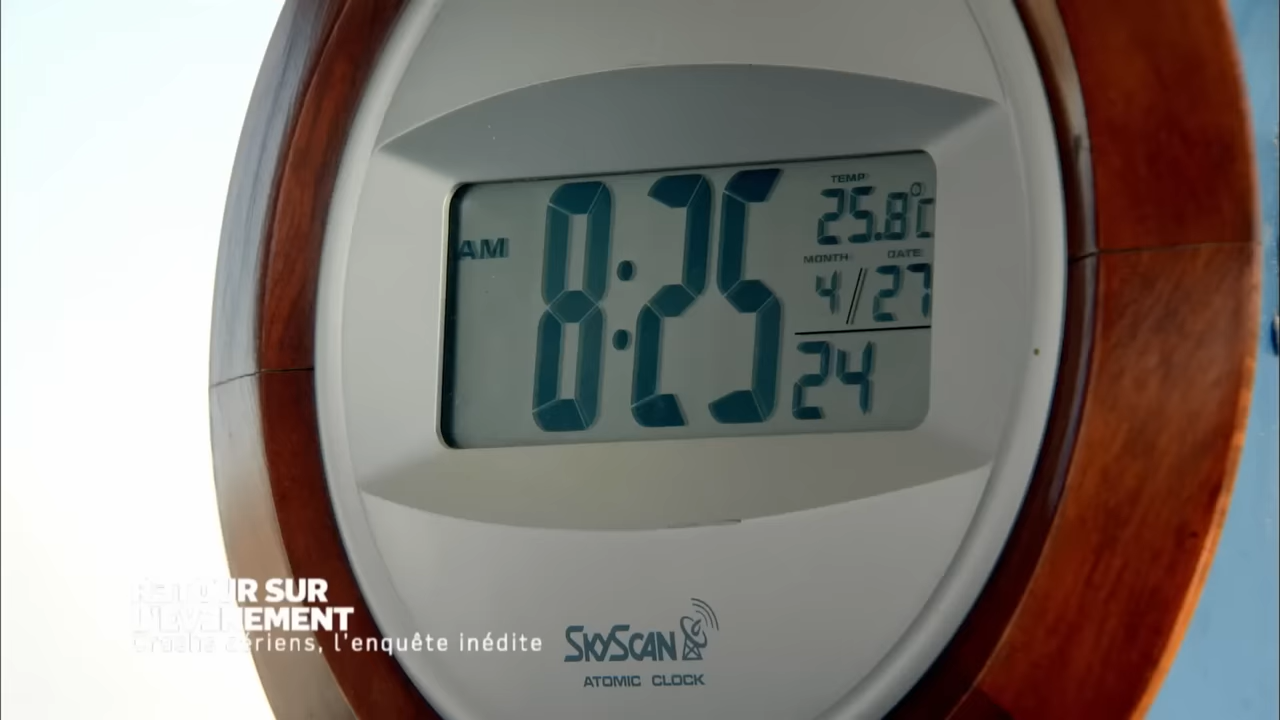 AM
8:25
TEMP.
25.8°C
MONTH DATE
4/27
24
RETOUR SUR
L'ÉVÉNEMENT
Crashs aériens, l'enquête inédite
SKYSCAN
ATOMIC CLOCK